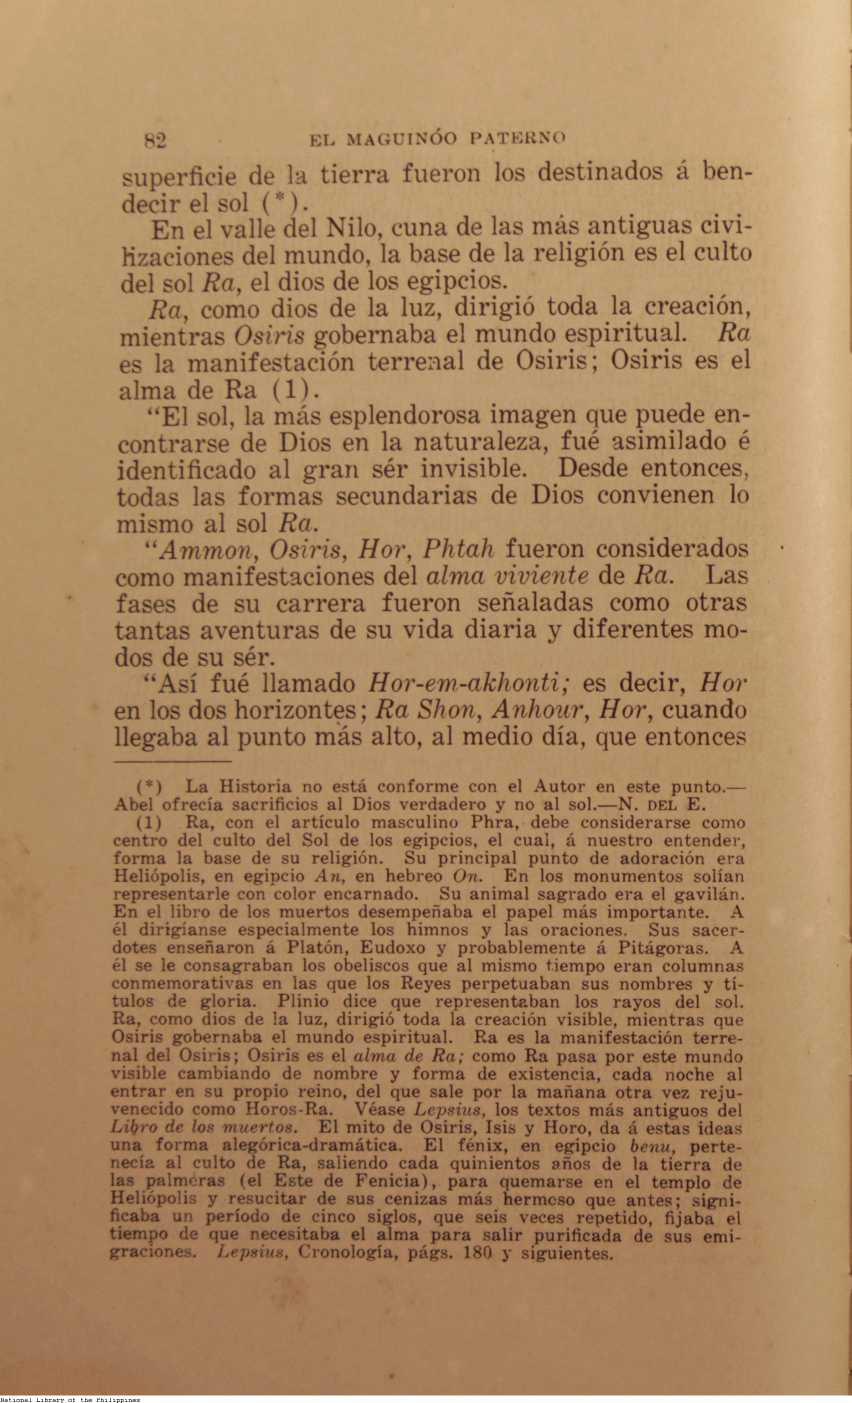 82 EL MAGUINÓO PATERNO
superficie de la tierra fueron los destinados á ben-
decir el sol (*).
En el valle del Nilo, cuna de las más antiguas civi-
lizaciones del mundo, la base de la religión es el culto
del sol Ra, el dios de los egipcios.
Ra, como dios de la luz, dirigió toda la creación,
mientras Osiris gobernaba el mundo espiritual. Ra
es la manifestación terrenal de Osiris; Osiris es el
alma de Ra (1).
“El sol, la más esplendorosa imagen que puede en-
contrarse de Dios en la naturaleza, fué asimilado é
identificado al gran sér invisible. Desde entonces,
todas las formas secundarias de Dios convienen lo
mismo al sol Ra.
“Ammon, Osiris, Hor, Phtah fueron considerados
como manifestaciones del alma viviente de Ra. Las
fases de su carrera fueron señaladas como otras
tantas aventuras de su vida diaria y diferentes mo-
dos de su sér.
“Así fué llamado Hor-em-akhonti; es decir, Hor
en los dos horizontes; Ra Shon, Anhour, Hor, cuando
llegaba al punto más alto, al medio día, que entonces
(*) La Historia no está conforme con el Autor en este punto.—
Abel ofrecía sacrificios al Dios verdadero y no al sol.—N. DEL E.
(1) Ra, con el artículo masculino Phra, debe considerarse como
centro del culto del Sol de los egipcios, el cual, á nuestro entender,
forma la base de su religión. Su principal punto de adoración era
Heliópolis, en egipcio An, en hebreo On. En los monumentos solían
representarle con color encarnado. Su animal sagrado era el gavilán.
En el libro de los muertos desempeñaba el papel más importante. A
él dirigíanse especialmente los himnos y las oraciones. Sus sacer-
dotes enseñaron á Platón, Eudoxo y probablemente á Pitágoras. A
él se le consagraban los obeliscos que al mismo tiempo eran columnas
conmemorativas en las que los Reyes perpetuaban sus nombres y tí-
tulos de gloria. Plinio dice que representaban los rayos del sol.
Ra, como dios de la luz, dirigió toda la creación visible, mientras que
Osiris gobernaba el mundo espiritual. Ra es la manifestación terre-
nal del Osiris; Osiris es el alma de Ra; como Ra pasa por este mundo
visible cambiando de nombre y forma de existencia, cada noche al
entrar en su propio reino, del que sale por la mañana otra vez reju-
venecido como Horos-Ra. Véase Lepsius, los textos más antiguos del
Libro de los muertos. El mito de Osiris, Isis y Horo, da á estas ideas
una forma alegórica-dramática. El fénix, en egipcio benu, perte-
necía al culto de Ra, saliendo cada quinientos años de la tierra de
las palmeras (el Este de Fenicia), para quemarse en el templo de
Heliópolis y resucitar de sus cenizas más hermoso que antes; signi-
ficaba un período de cinco siglos, que seis veces repetido, fijaba el
tiempo de que necesitaba el alma para salir purificada de sus emi-
graciones. Lepsius, Cronología, págs. 180 y siguientes.
National Library of the Philippines